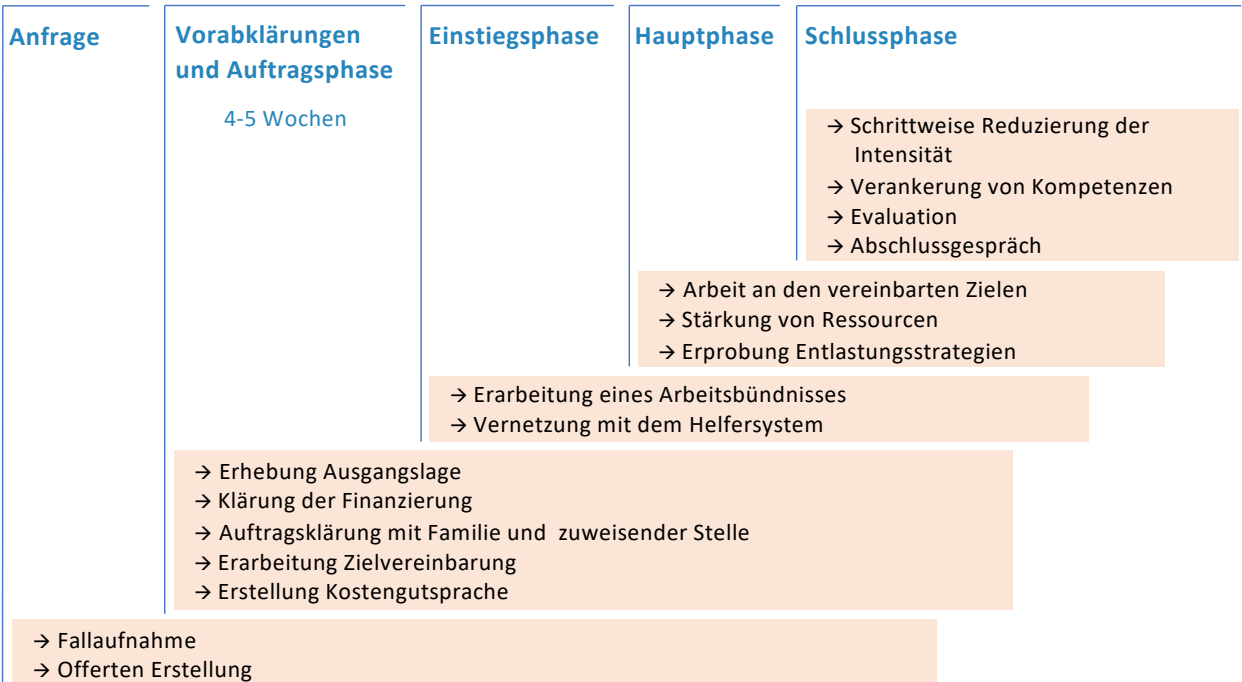 Anfrage
Vorabklärungen
und Auftragsphase
4-5 Wochen
Einstiegsphase
Hauptphase
Schlussphase
→ Schrittweise Reduzierung der
Intensität
→ Verankerung von Kompetenzen
→ Evaluation
→ Abschlussgespräch
→ Arbeit an den vereinbarten Zielen
→ Stärkung von Ressourcen
→ Erprobung Entlastungsstrategien
→ Erarbeitung eines Arbeitsbündnisses
→ Vernetzung mit dem Helfersystem
→ Erhebung Ausgangslage
→ Klärung der Finanzierung
→ Auftragsklärung mit Familie und zuweisender Stelle
→ Erarbeitung Zielvereinbarung
→ Erstellung Kostengutsprache
→ Fallaufnahme
→ Offerten Erstellung